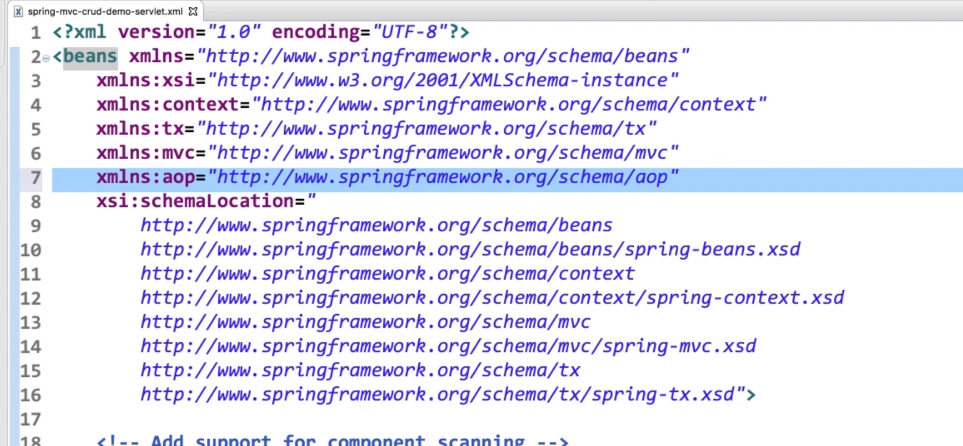 spring-mvc-crud-demo-servlet.xml
1 <?xml version="1.0" encoding="UTF-8"?>
2 <beans xmlns="http://www.springframework.org/schema/beans"
3 xmlns:xsi="http://www.w3.org/2001/XMLSchema-instance"
4 xmlns:context="http://www.springframework.org/schema/context"
5 xmlns:tx="http://www.springframework.org/schema/tx"
6 xmlns:mvc="http://www.springframework.org/schema/mvc"
7 xmlns:aop="http://www.springframework.org/schema/aop"
8 xsi:schemaLocation="
9 http://www.springframework.org/schema/beans
10 http://www.springframework.org/schema/beans/spring-beans.xsd
11 http://www.springframework.org/schema/context
12 http://www.springframework.org/schema/context/spring-context.xsd
13 http://www.springframework.org/schema/mvc
14 http://www.springframework.org/schema/mvc/spring-mvc.xsd
15 http://www.springframework.org/schema/tx
16 http://www.springframework.org/schema/tx/spring-tx.xsd">
17
18 <!-- Add support for component scanning -->